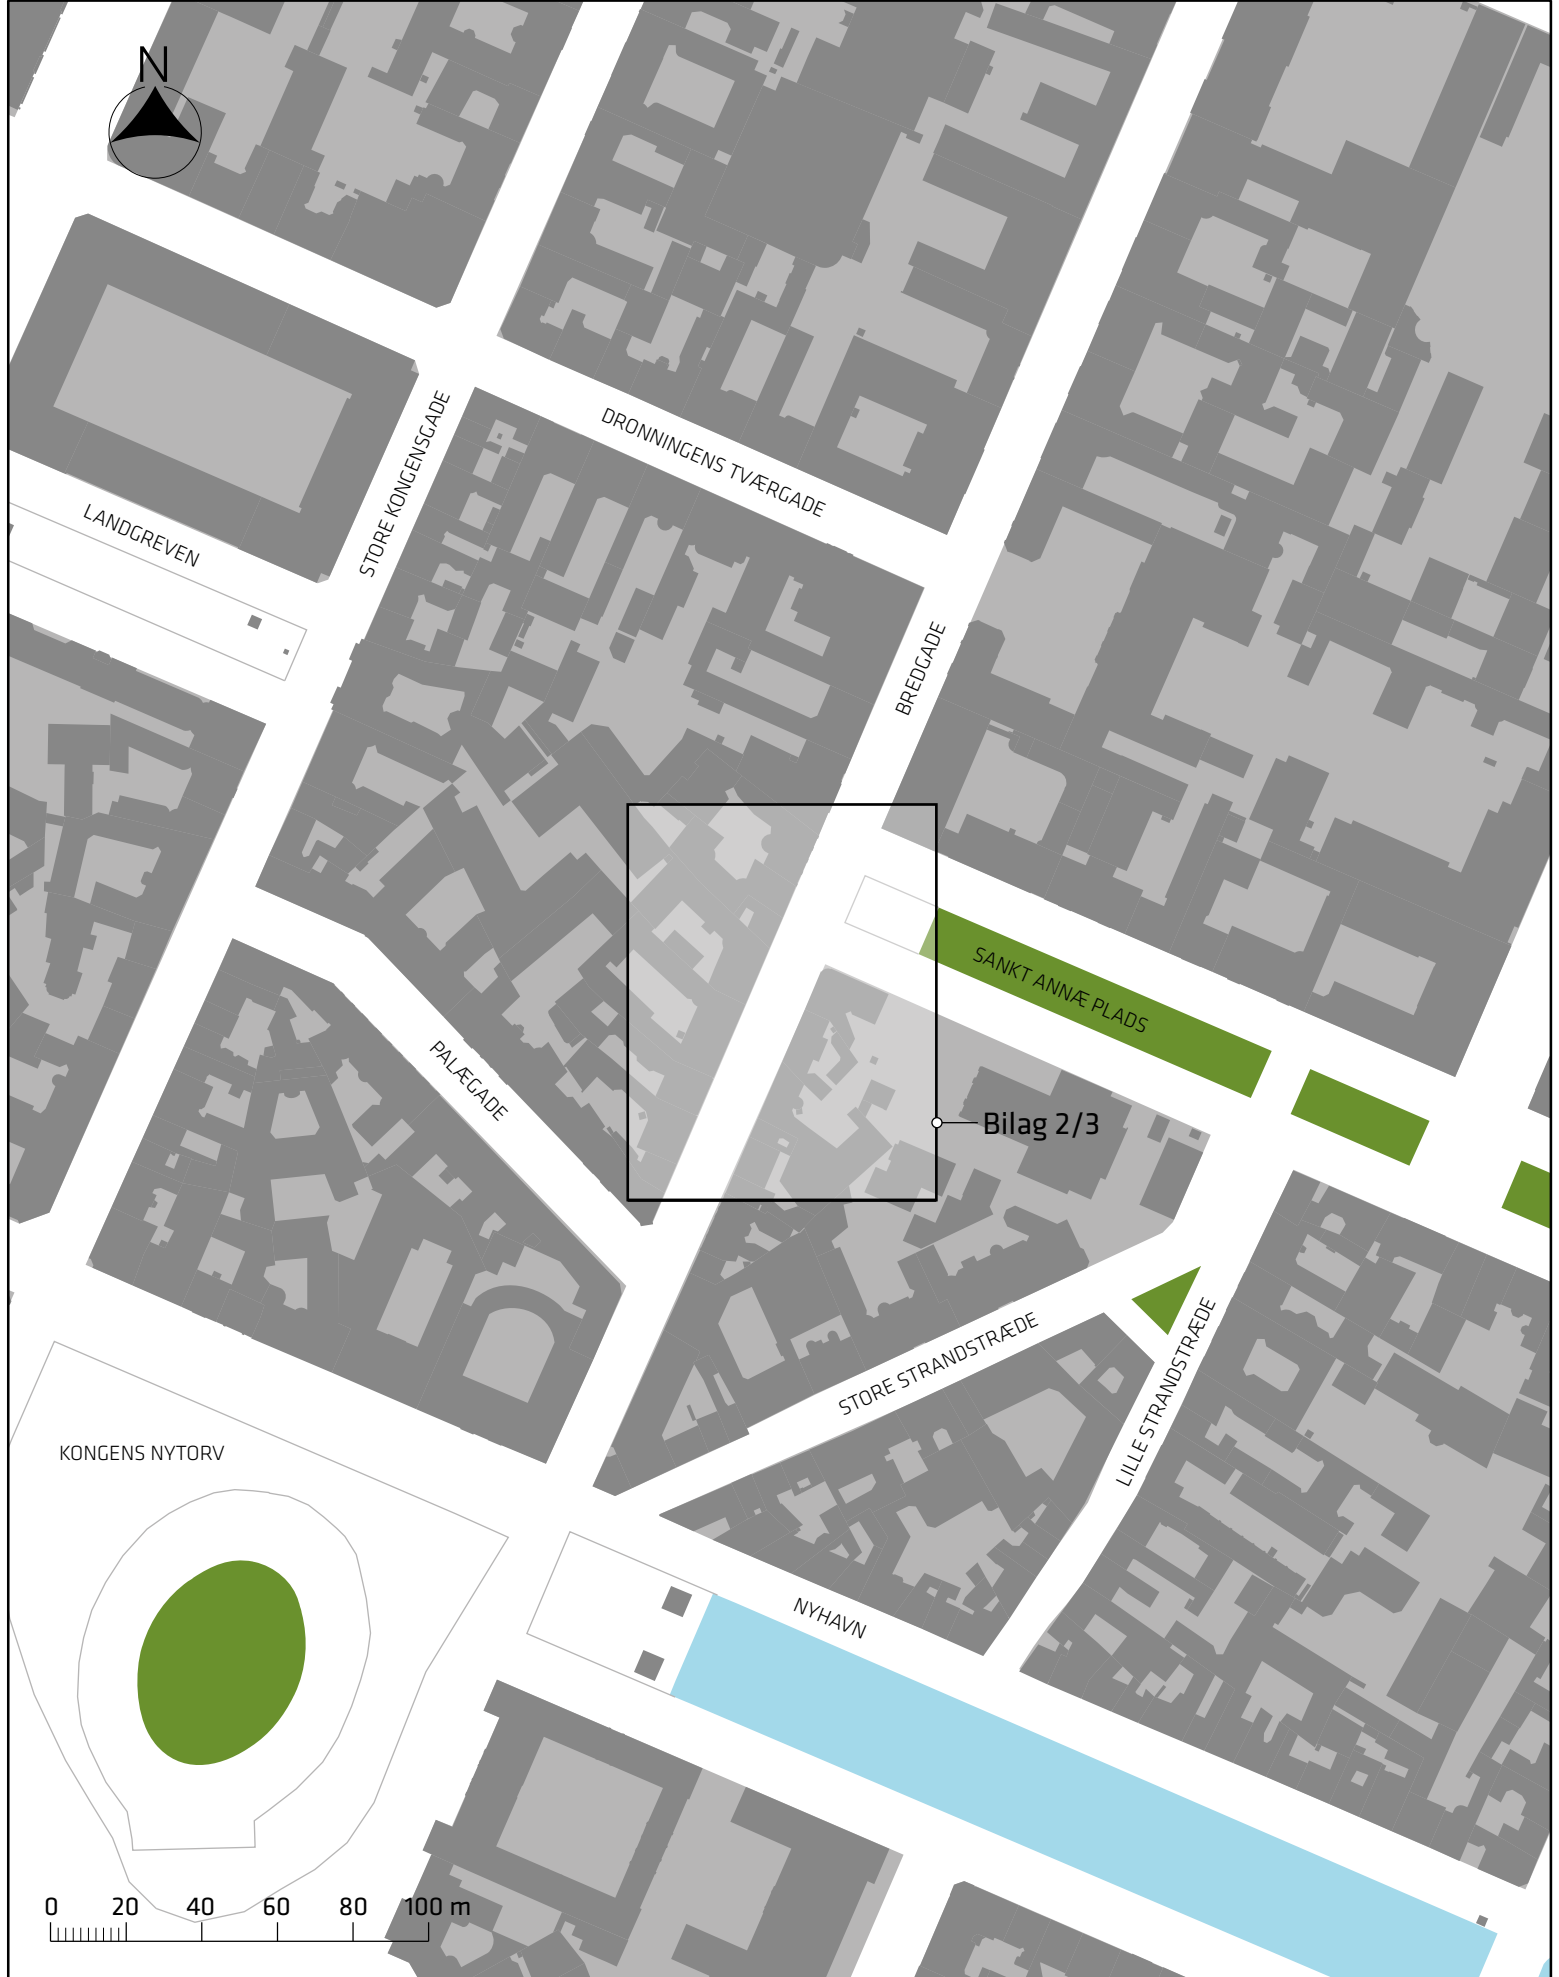 N
STORE KONGENSGADE
DRONNINGENS TVÆRGADE
LANDGREVEN
BREDGADE
SANKT ANNÆ PLADS
PALÆGADE
Bilag 2/3
STORE STRANDSTRÆDE
LILLE STRANDSTRÆDE
KONGENS NYTORV
NYHAVN
0 20 40 60 80 100 m